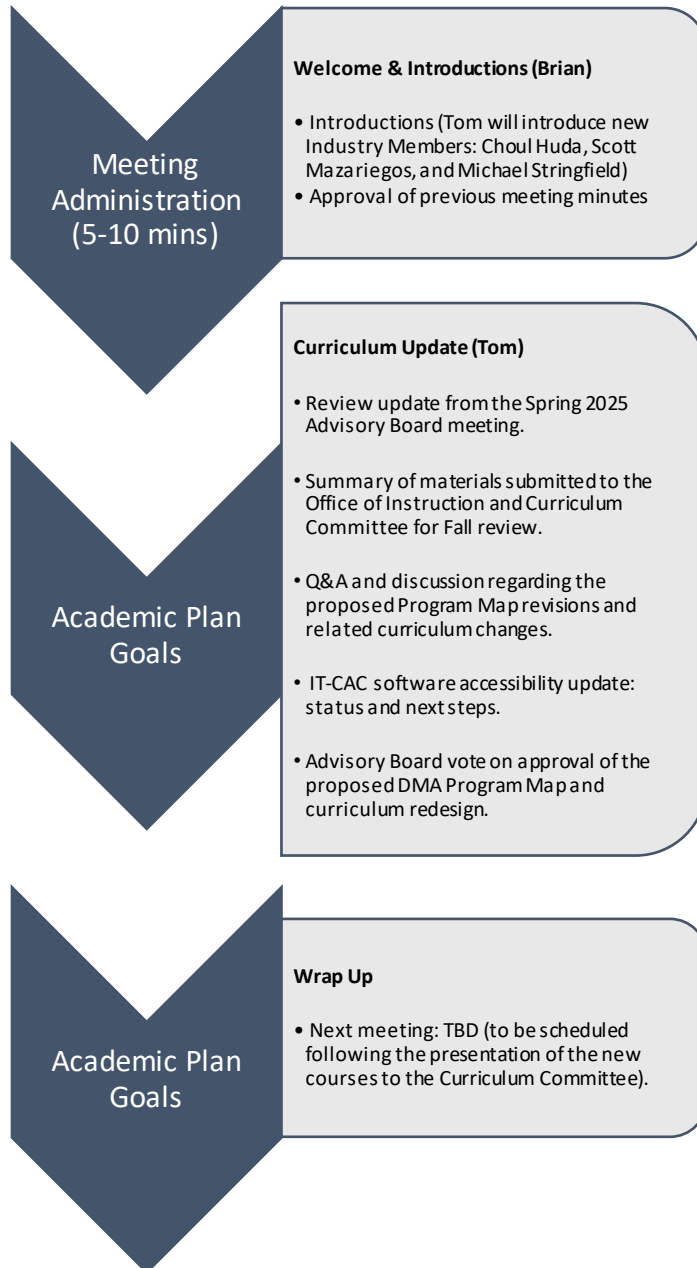 Meeting
Administration
(5-10 mins)
Welcome & Introductions (Brian)
• Introductions (Tom will introduce new
Industry Members: Choul Huda, Scott
Mazariegos, and Michael Stringfield)
• Approval of previous meeting minutes
Academic Plan
Goals
Curriculum Update (Tom)
• Review update from the Spring 2025
Advisory Board meeting.
• Summary of materials submitted to the
Office of Instruction and Curriculum
Committee for Fall review.
• Q&A and discussion regarding the
proposed Program Map revisions and
related curriculum changes.
• IT-CAC software accessibility update:
status and next steps.
• Advisory Board vote on approval of the
proposed DMA Program Map and
curriculum redesign.
Academic Plan
Goals
Wrap Up
• Next meeting: TBD (to be scheduled
following the presentation of the new
courses to the Curriculum Committee).